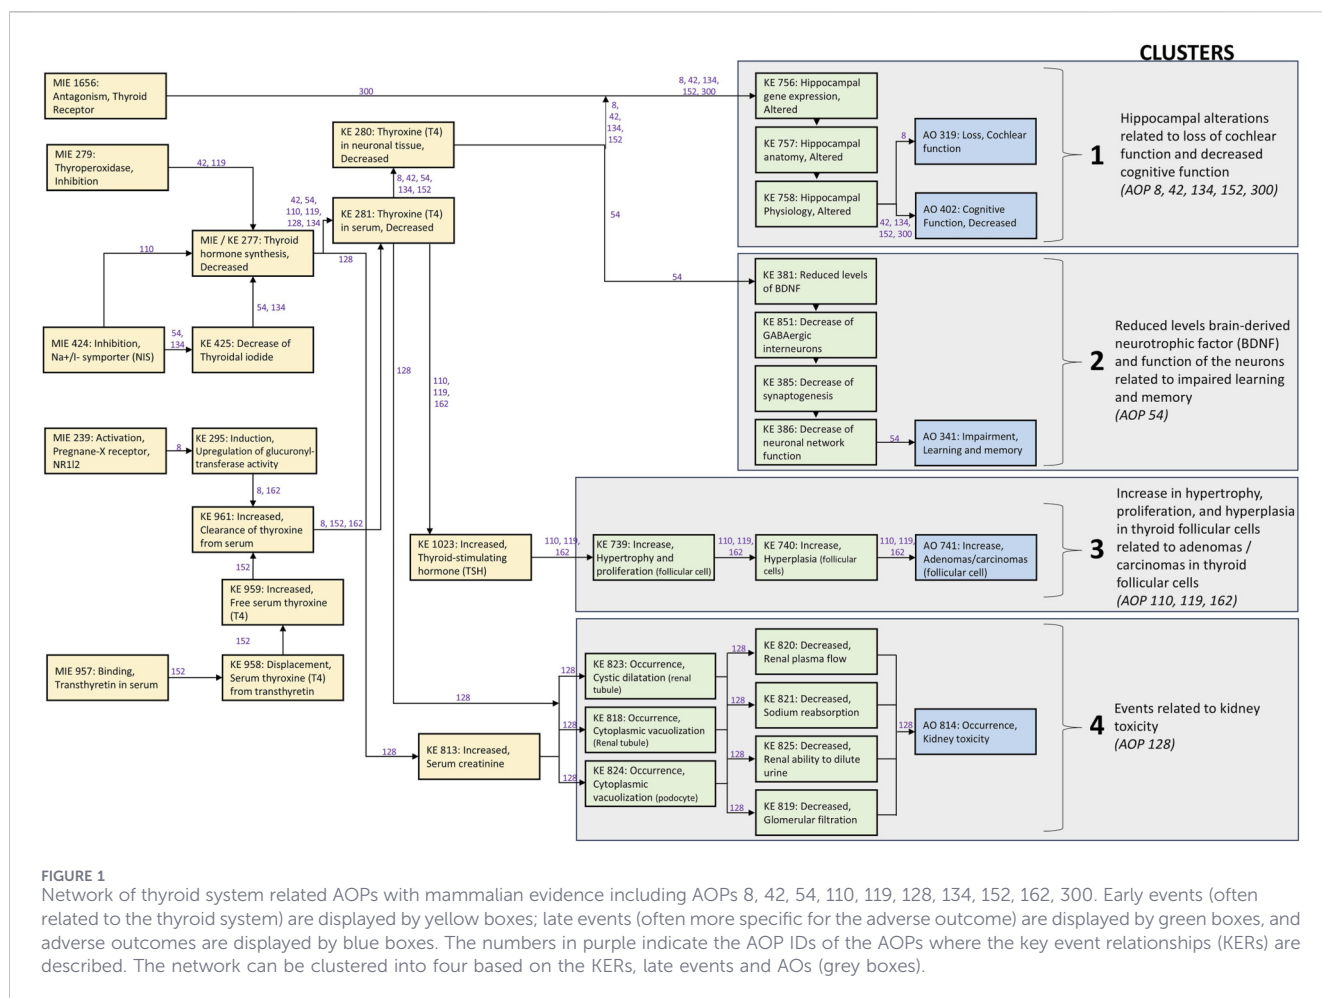 CLUSTERS
MIE 1656:
Antagonism, Thyroid
Receptor
300
8, 42, 134,
152, 300
KE 756: Hippocampal
gene expression,
Altered
KE 757: Hippocampal
anatomy, Altered
KE 758: Hippocampal
Physiology, Altered
8
AO 319: Loss, Cochlear
function
42, 134,
152, 300
AO 402: Cognitive
Function, Decreased
1
Hippocampal alterations
related to loss of cochlear
function and decreased
cognitive function
(AOP 8, 42, 134, 152, 300)
8,
42,
134,
152
KE 280: Thyroxine (T4)
in neuronal tissue,
Decreased
MIE 279:
Thyroperoxidase,
Inhibition
42, 119
8, 42, 54,
134, 152
42, 54,
110, 119,
128, 134
KE 281: Thyroxine (T4)
in serum, Decreased
54
MIE / KE 277: Thyroid
hormone synthesis,
Decreased
110
128
54, 134
MIE 424: Inhibition,
Na+/I- symporter (NIS)
54,
134
KE 425: Decrease of
Thyroidal iodide
128
110,
119,
162
54
KE 381: Reduced levels
of BDNF
KE 851: Decrease of
GABAergic
interneurons
KE 385: Decrease of
synaptogenesis
KE 386: Decrease of
neuronal network
function
54
AO 341: Impairment,
Learning and memory
2
Reduced levels brain-derived
neurotrophic factor (BDNF)
and function of the neurons
related to impaired learning
and memory
(AOP 54)
MIE 239: Activation,
Pregnane-X receptor,
NR1I2
8
KE 295: Induction,
Upregulation of glucuronyl-
transferase activity
8, 162
KE 961: Increased,
Clearance of thyroxine
from serum
8, 152, 162
152
KE 959: Increased,
Free serum thyroxine
(T4)
152
MIE 957: Binding,
Transthyretin in serum
152
KE 958: Displacement,
Serum thyroxine (T4)
from transthyretin
KE 1023: Increased,
Thyroid-stimulating
hormone (TSH)
110, 119,
162
KE 739: Increase,
Hypertrophy and
proliferation (follicular cell)
110, 119,
162
KE 740: Increase,
Hyperplasia (follicular
cells)
110, 119,
162
AO 741: Increase,
Adenomas/carcinomas
(follicular cell)
3
Increase in hypertrophy,
proliferation, and hyperplasia
in thyroid follicular cells
related to adenomas /
carcinomas in thyroid
follicular cells
(AOP 110, 119, 162)
128
128
KE 813: Increased,
Serum creatinine
128
128
128
KE 823: Occurrence,
Cystic dilatation (renal
tubule)
KE 818: Occurrence,
Cytoplasmic vacuolization
(Renal tubule)
KE 824: Occurrence,
Cytoplasmic
vacuolization (podocyte)
128
128
128
128
KE 820: Decreased,
Renal plasma flow
KE 821: Decreased,
Sodium reabsorption
KE 825: Decreased,
Renal ability to dilute
urine
KE 819: Decreased,
Glomerular filtration
128
AO 814: Occurrence,
Kidney toxicity
4
Events related to kidney
toxicity
(AOP 128)
FIGURE 1
Network of thyroid system related AOPs with mammalian evidence including AOPs 8, 42, 54, 110, 119, 128, 134, 152, 162, 300. Early events (often
related to the thyroid system) are displayed by yellow boxes; late events (often more specific for the adverse outcome) are displayed by green boxes, and
adverse outcomes are displayed by blue boxes. The numbers in purple indicate the AOP IDs of the AOPs where the key event relationships (KERs) are
described. The network can be clustered into four based on the KERs, late events and AOs (grey boxes).